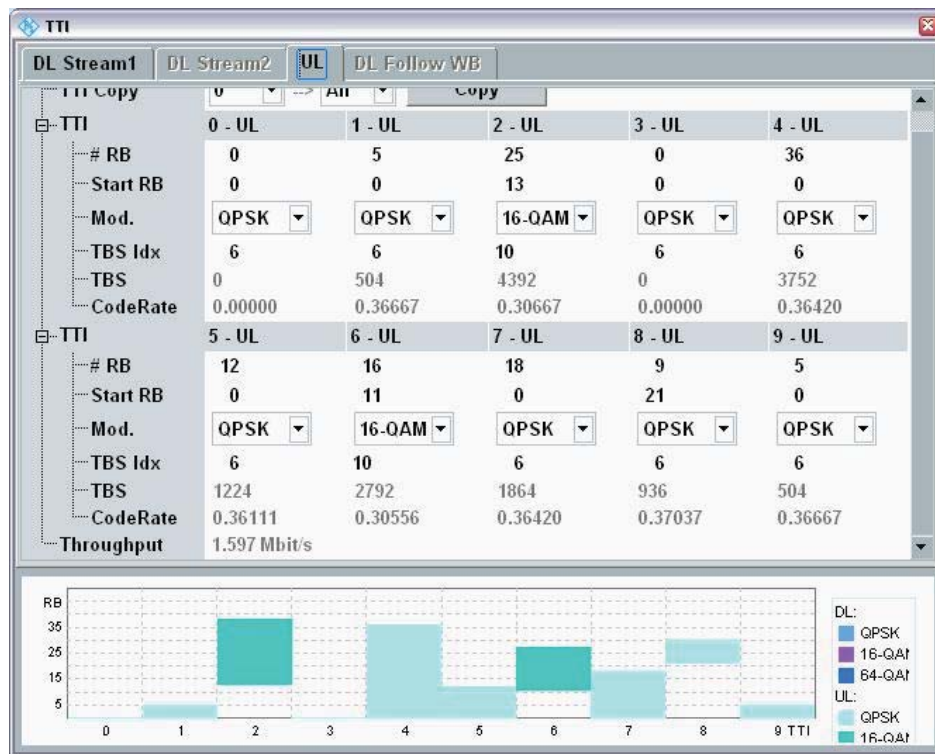 TTI
DL Stream1 DL Stream2 UL DL Follow WB
TTI Copy 0 --> All Copy
TTI 0 - UL 1 - UL 2 - UL 3 - UL 4 - UL
# RB 0 5 25 0 36
Start RB 0 0 13 0 0
Mod. QPSK QPSK 16-QAM QPSK QPSK
TBS Idx 6 6 10 6 6
TBS 0 504 4392 0 3752
CodeRate 0.00000 0.36667 0.30667 0.00000 0.36420
TTI 5 - UL 6 - UL 7 - UL 8 - UL 9 - UL
# RB 12 16 18 9 5
Start RB 0 11 0 21 0
Mod. QPSK 16-QAM QPSK QPSK QPSK
TBS Idx 6 10 6 6 6
TBS 1224 2792 1864 936 504
CodeRate 0.36111 0.30556 0.36420 0.37037 0.36667
Throughput 1.597 Mbit/s
RB
35
25
15
5
0 1 2 3 4 5 6 7 8 9 TTI
DL:
QPSK
16-QAM
64-QAM
UL:
QPSK
16-QAM